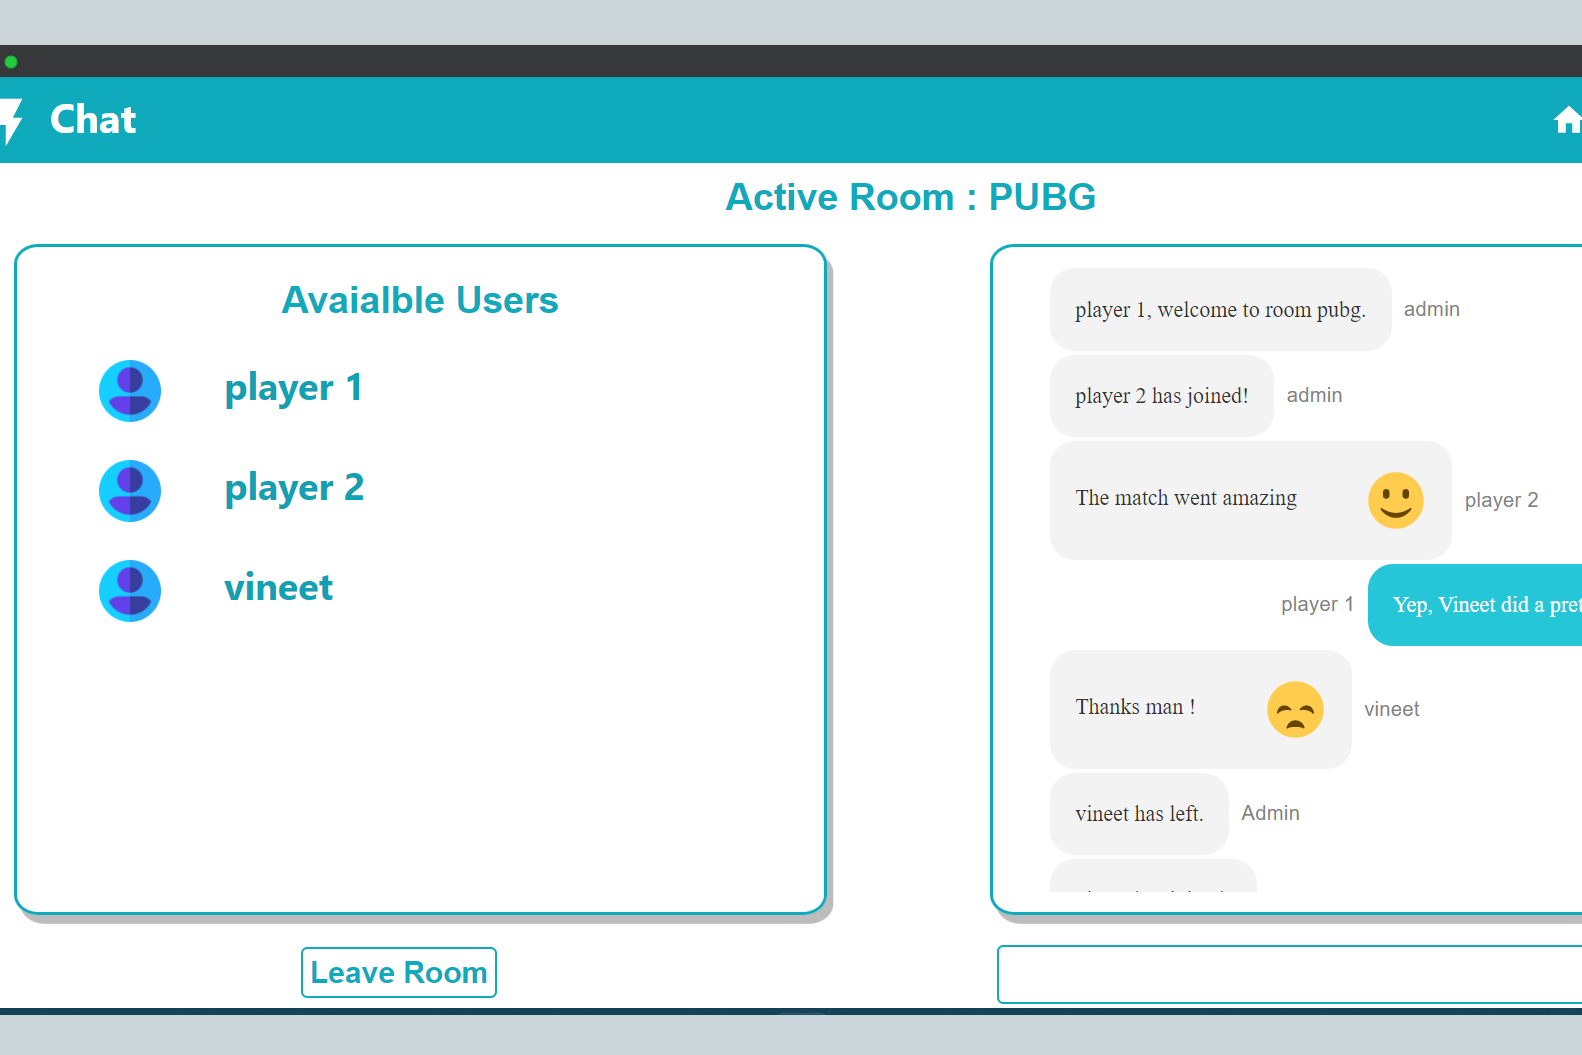 Chat
Active Room : PUBG
Avaialble Users
player 1
player 2
vineet
Leave Room
player 1, welcome to room pubg. admin
player 2 has joined! admin
The match went amazing player 2
player 1 Yep, Vineet did a
Thanks man ! vineet
vineet has left. Admin